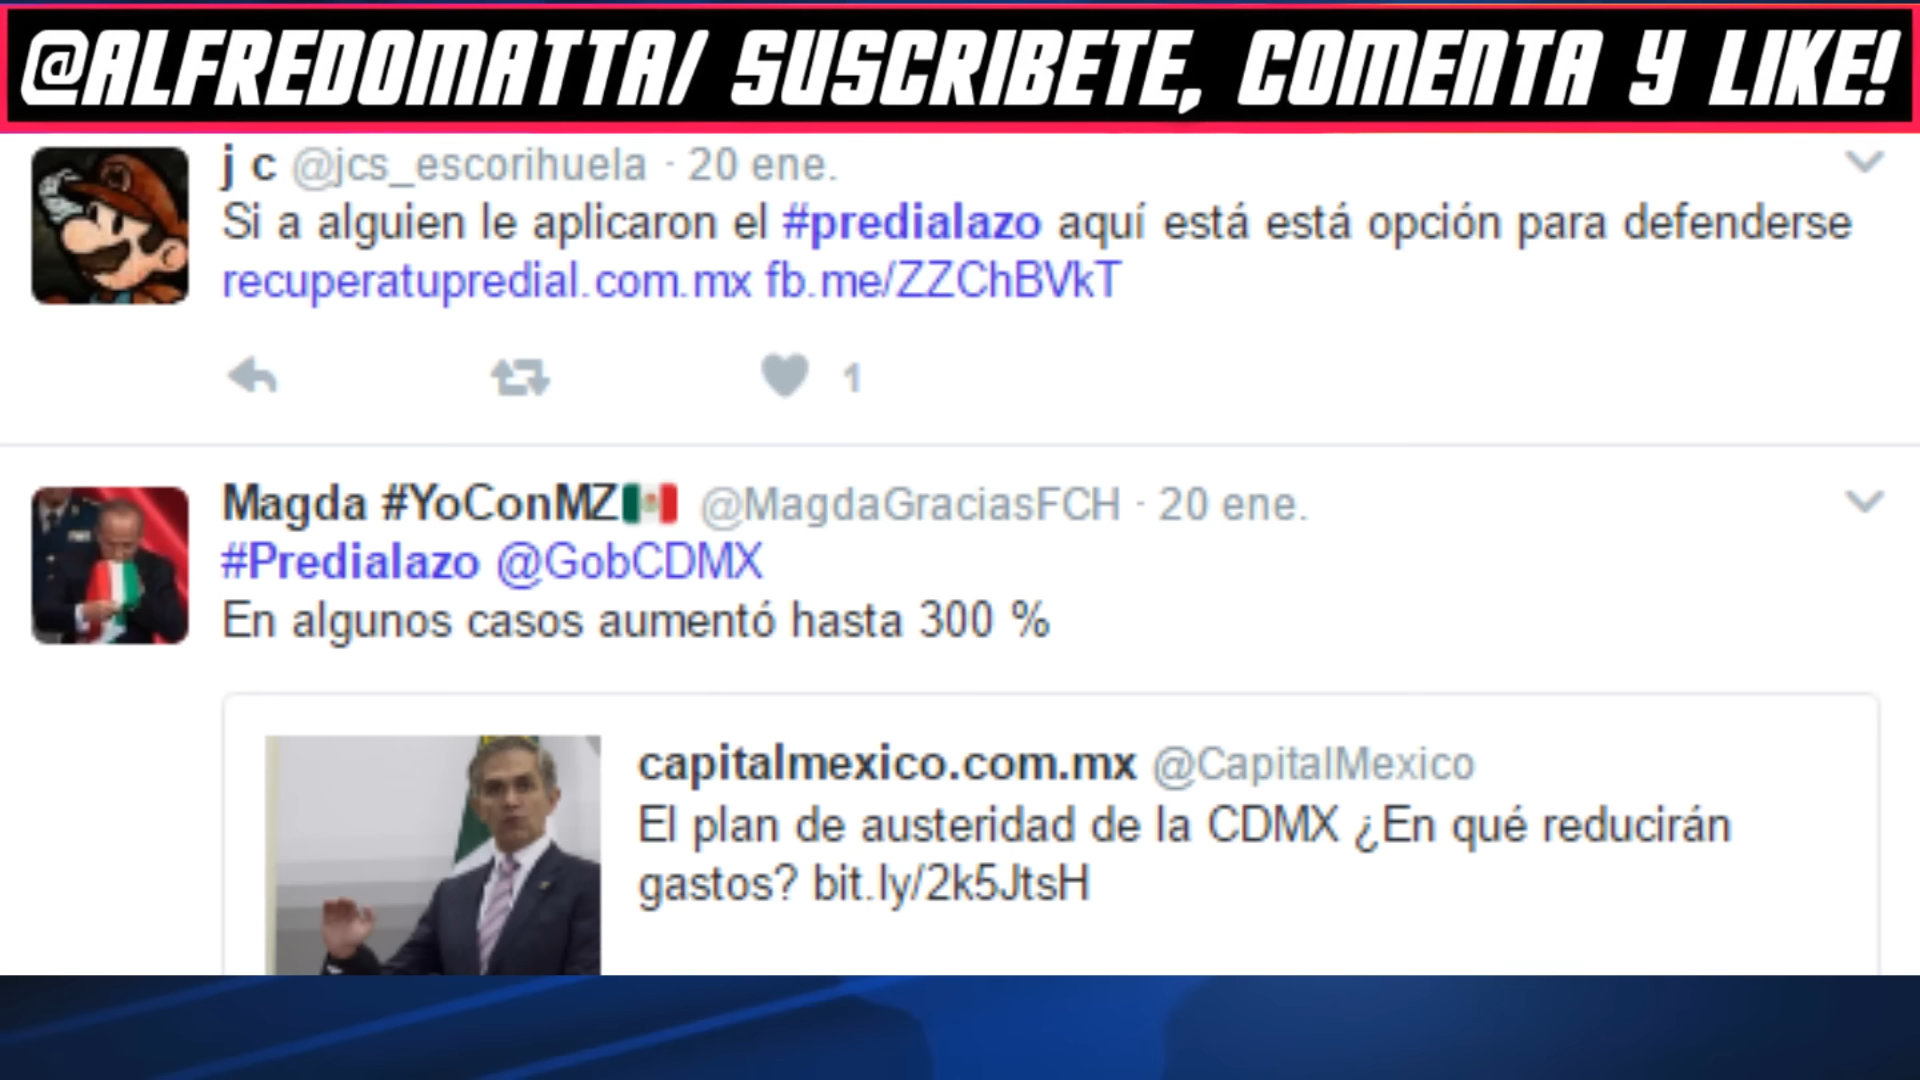 @ALFREDOMATTA/ SUSCRIBETE, COMENTA Y LIKE!
j c @jcs_escorihuela · 20 ene.
Si a alguien le aplicaron el #predialazo aquí está está opción para defenderse
recuperatupredial.com.mx fb.me/ZZChBVkT
1
Magda #YoConMZ🇲🇽 @MagdaGraciasFCH · 20 ene.
#Predialazo @GobCDMX
En algunos casos aumentó hasta 300 %
capitalmexico.com.mx @CapitalMexico
El plan de austeridad de la CDMX ¿En qué reducirán
gastos? bit.ly/2k5JtsH